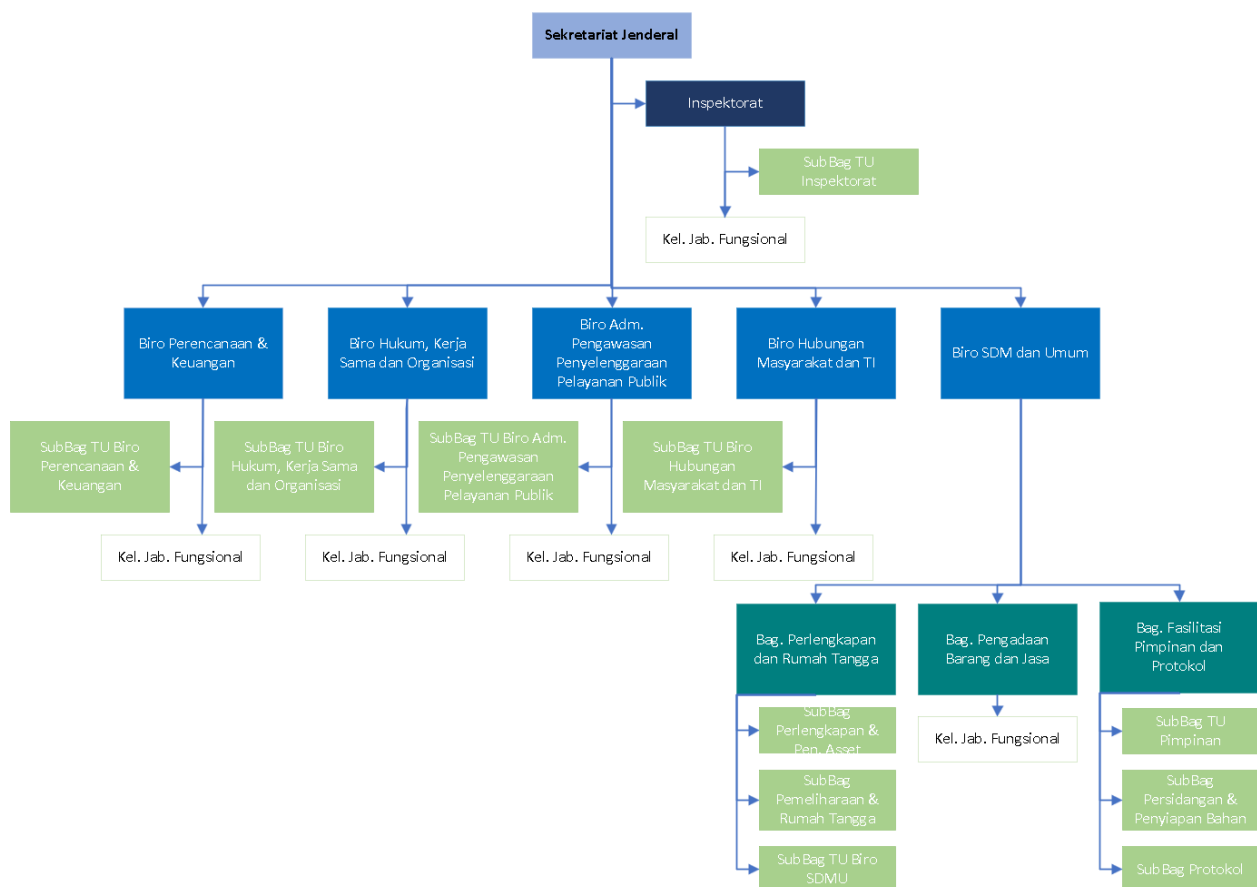 Sekretariat Jenderal
Inspektorat
SubBag TU
Inspektorat
Kel. Jab. Fungsional
Biro Perencanaan &
Keuangan
Biro Hukum, Kerja
Sama dan Organisasi
Biro Adm.
Pengawasan
Penyelenggaraan
Pelayanan Publik
Biro Hubungan
Masyarakat dan TI
Biro SDM dan Umum
SubBag TU Biro
Perencanaan &
Keuangan
SubBag TU Biro
Hukum, Kerja Sama
dan Organisasi
SubBag TU Biro Adm.
Pengawasan
Penyelenggaraan
Pelayanan Publik
SubBag TU Biro
Hubungan
Masyarakat dan TI
Kel. Jab. Fungsional
Kel. Jab. Fungsional
Kel. Jab. Fungsional
Kel. Jab. Fungsional
Bag. Perlengkapan
dan Rumah Tangga
Bag. Pengadaan
Barang dan Jasa
Bag. Fasilitasi
Pimpinan dan
Protokol
SubBag
Perlengkapan &
Pen. Asset
Kel. Jab. Fungsional
SubBag TU
Pimpinan
SubBag
Pemeliharaan &
Rumah Tangga
SubBag
Persidangan &
Penyiapan Bahan
SubBag TU Biro
SDMU
SubBag Protokol